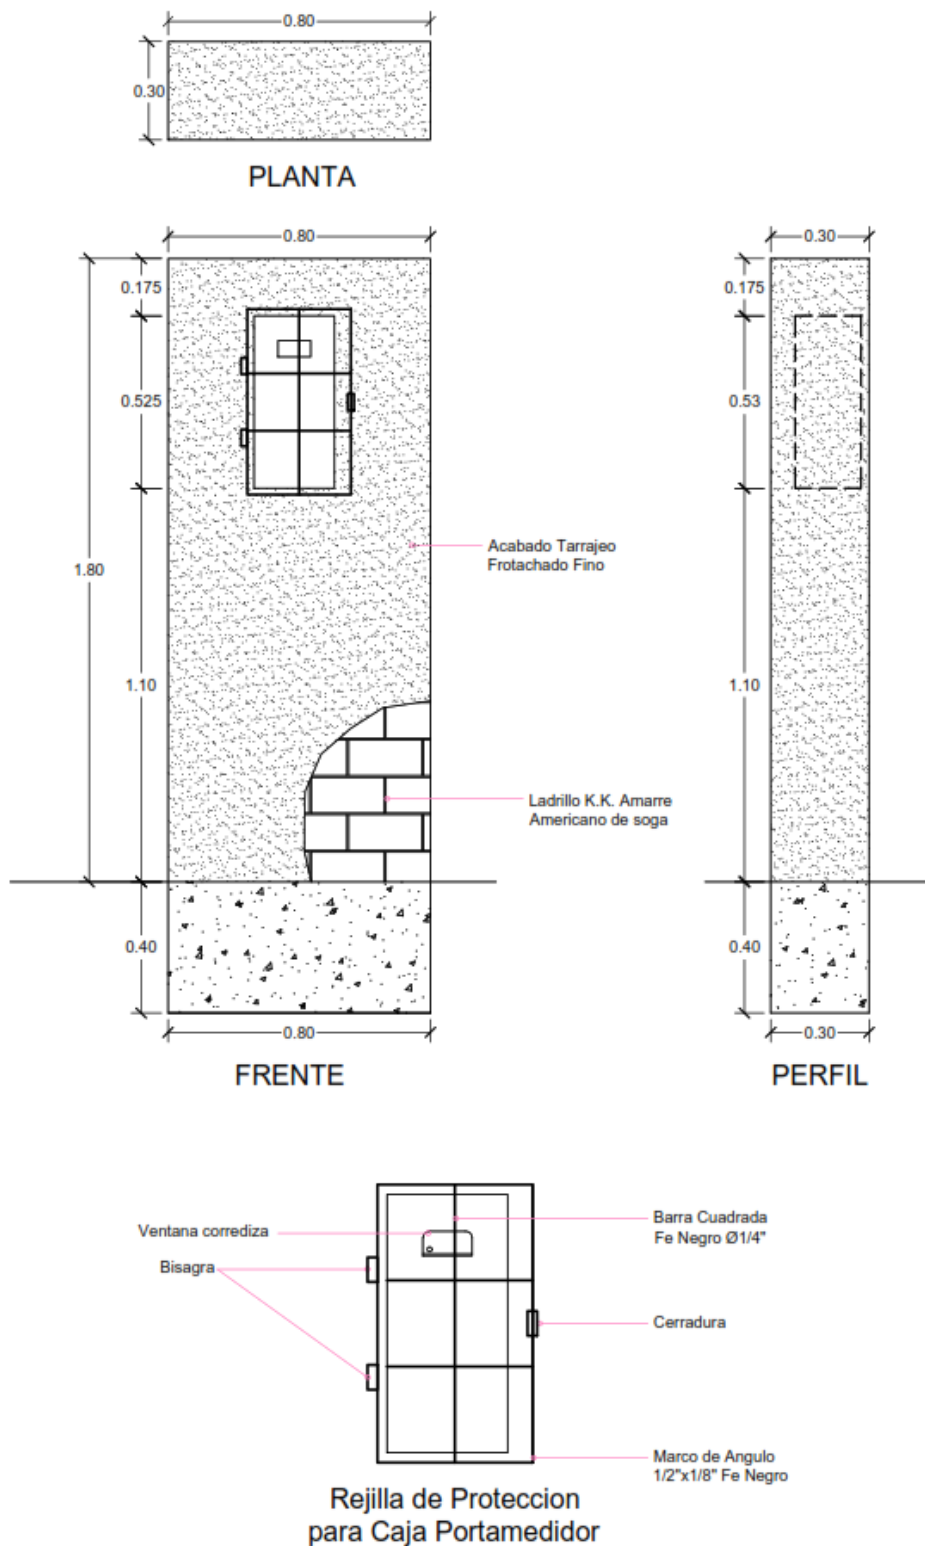 0.80
0.30
PLANTA
0.80
0.30
0.175
0.175
0.525
0.53
Acabado Tarrajeo
Frotachado Fino
1.80
1.10
1.10
Ladrillo K.K. Amarre
Americano de soga
0.40
0.40
0.80
0.30
FRENTE
PERFIL
Ventana corrediza
Bisagra
Barra Cuadrada
Fe Negro Ø1/4"
Cerradura
Marco de Angulo
1/2"x1/8" Fe Negro
Rejilla de Proteccion
para Caja Portamedidor